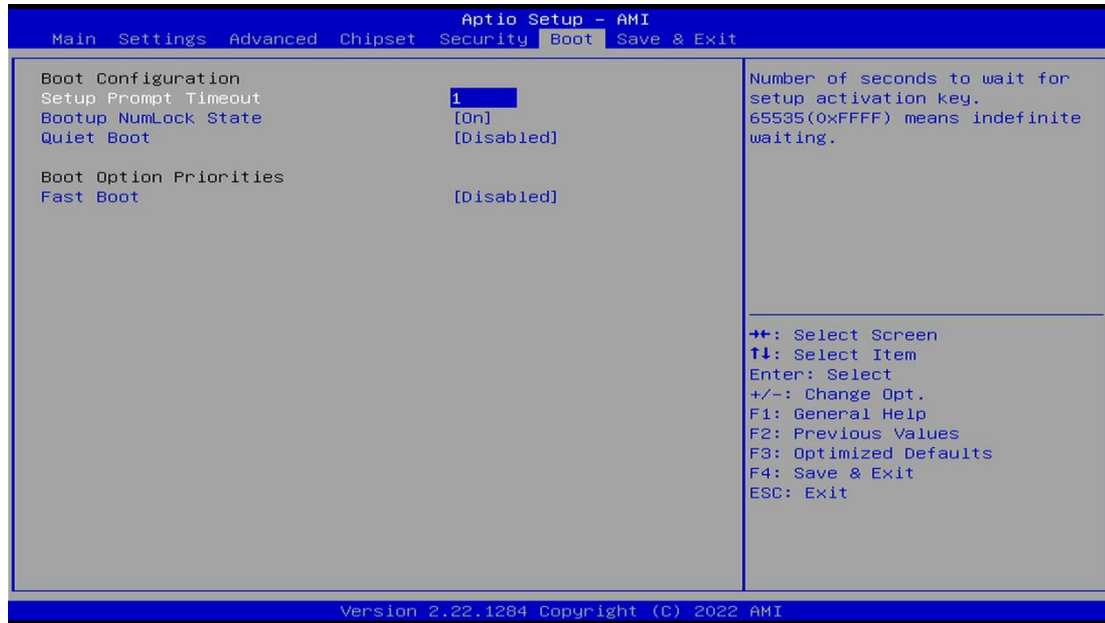 Aptio Setup – AMI
Main Settings Advanced Chipset Security Boot Save & Exit
Boot Configuration
Setup Prompt Timeout 1
Bootup NumLock State [On]
Quiet Boot [Disabled]
Boot Option Priorities
Fast Boot [Disabled]
Number of seconds to wait for
setup activation key.
65535(0xFFFF) means indefinite
waiting.
→←: Select Screen
↑↓: Select Item
Enter: Select
+/-: Change Opt.
F1: General Help
F2: Previous Values
F3: Optimized Defaults
F4: Save & Exit
ESC: Exit
Version 2.22.1284 Copyright (C) 2022 AMI